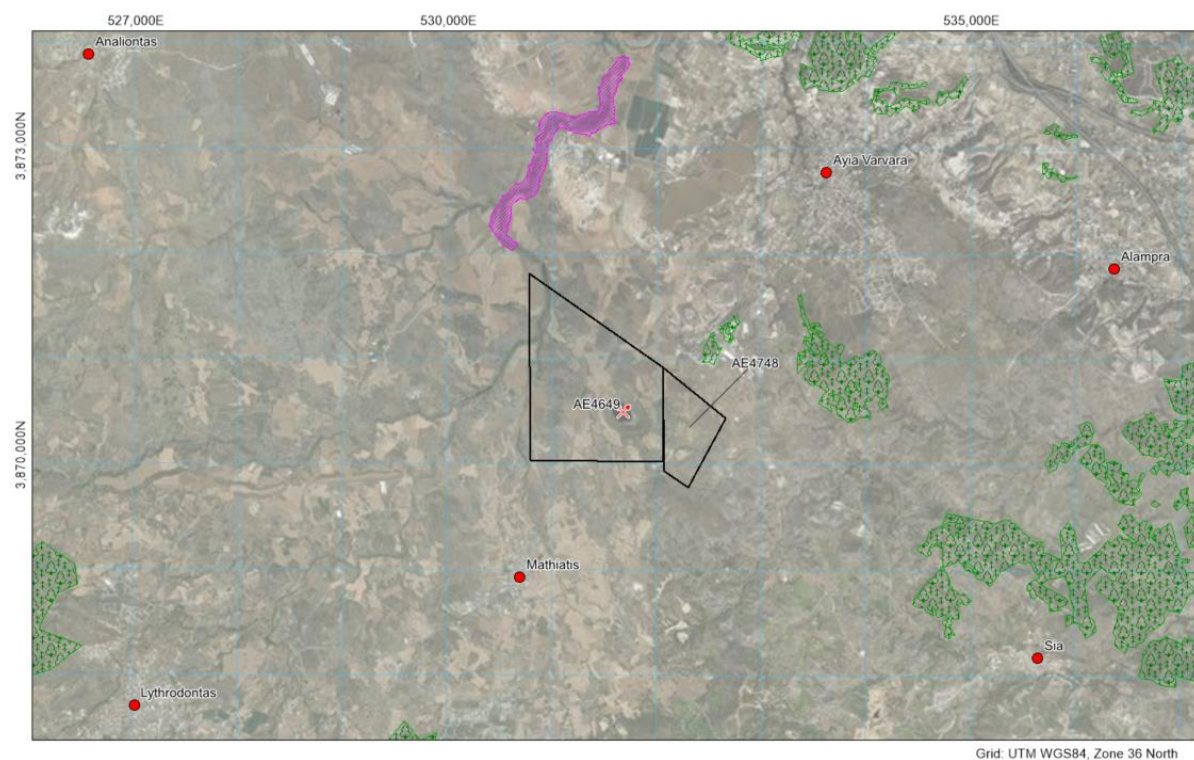 527,000E
530,000E
535,000E
Analiontas
3,873,000N
Ayia Varvara
Alampra
AE4748
AE4649
3,870,000N
Mathiatis
Sia
Lythrodontas
Grid: UTM WGS84, Zone 36 North